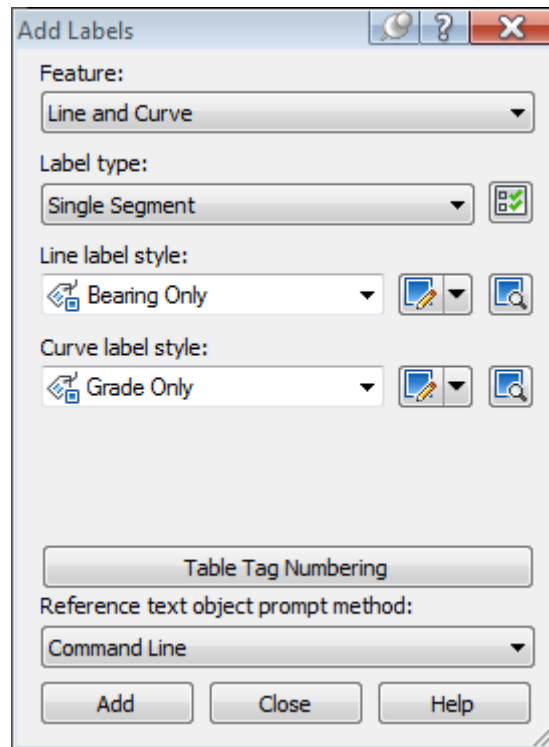 Add Labels
Feature:
Line and Curve
Label type:
Single Segment
Line label style:
Bearing Only
Curve label style:
Grade Only
Table Tag Numbering
Reference text object prompt method:
Command Line
Add Close Help